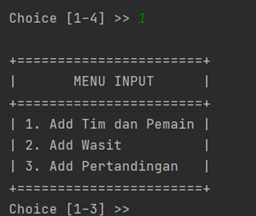 Choice [1-4] >> 1
+=======================+
|       MENU INPUT      |
+=======================+
| 1. Add Tim dan Pemain |
| 2. Add Wasit          |
| 3. Add Pertandingan   |
+=======================+
Choice [1-3] >>